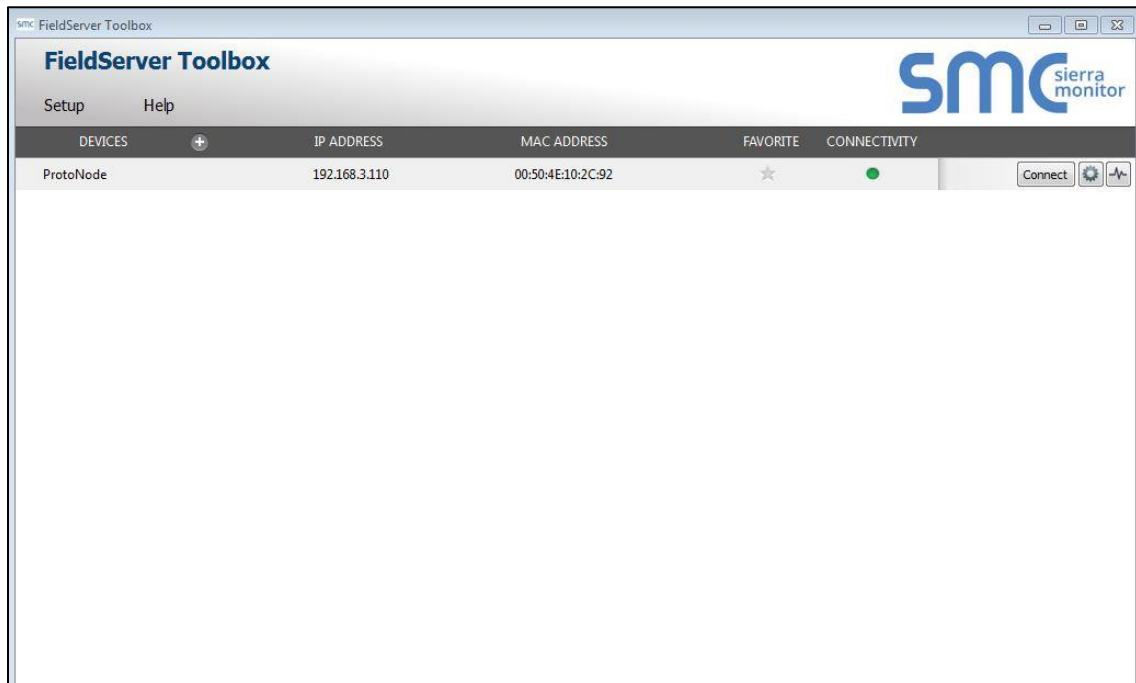 smc FieldServer Toolbox
FieldServer Toolbox
smc sierra monitor
Setup Help
DEVICES IP ADDRESS MAC ADDRESS FAVORITE CONNECTIVITY
ProtoNode 192.168.3.110 00:50:4E:10:2C:92 Connect